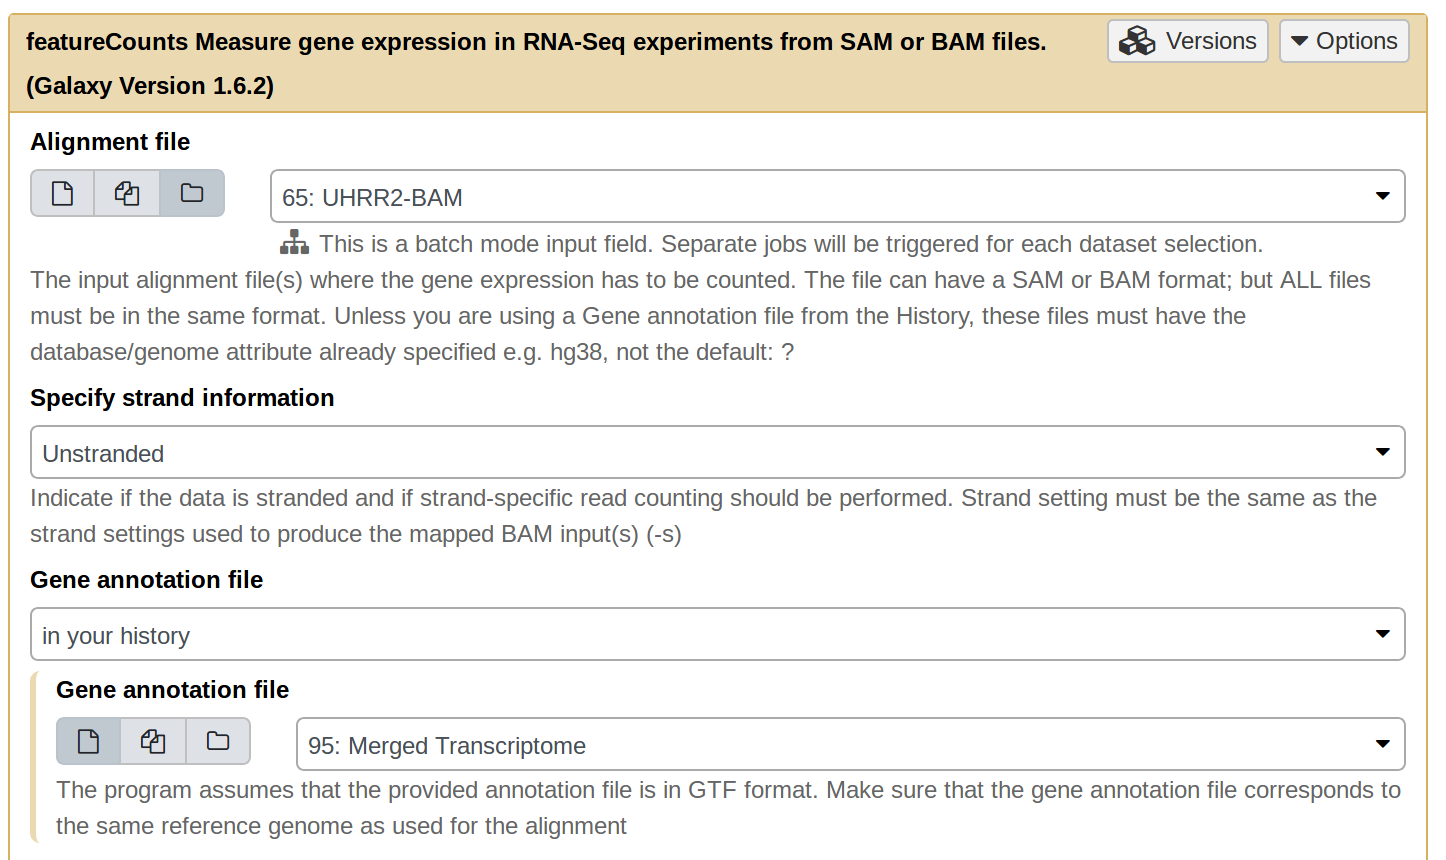 featureCounts Measure gene expression in RNA-Seq experiments from SAM or BAM files.
(Galaxy Version 1.6.2)
Versions
Options
Alignment file
65: UHRR2-BAM
This is a batch mode input field. Separate jobs will be triggered for each dataset selection.
The input alignment file(s) where the gene expression has to be counted. The file can have a SAM or BAM format; but ALL files
must be in the same format. Unless you are using a Gene annotation file from the History, these files must have the
database/genome attribute already specified e.g. hg38, not the default: ?
Specify strand information
Unstranded
Indicate if the data is stranded and if strand-specific read counting should be performed. Strand setting must be the same as the
strand settings used to produce the mapped BAM input(s) (-s)
Gene annotation file
in your history
Gene annotation file
95: Merged Transcriptome
The program assumes that the provided annotation file is in GTF format. Make sure that the gene annotation file corresponds to
the same reference genome as used for the alignment